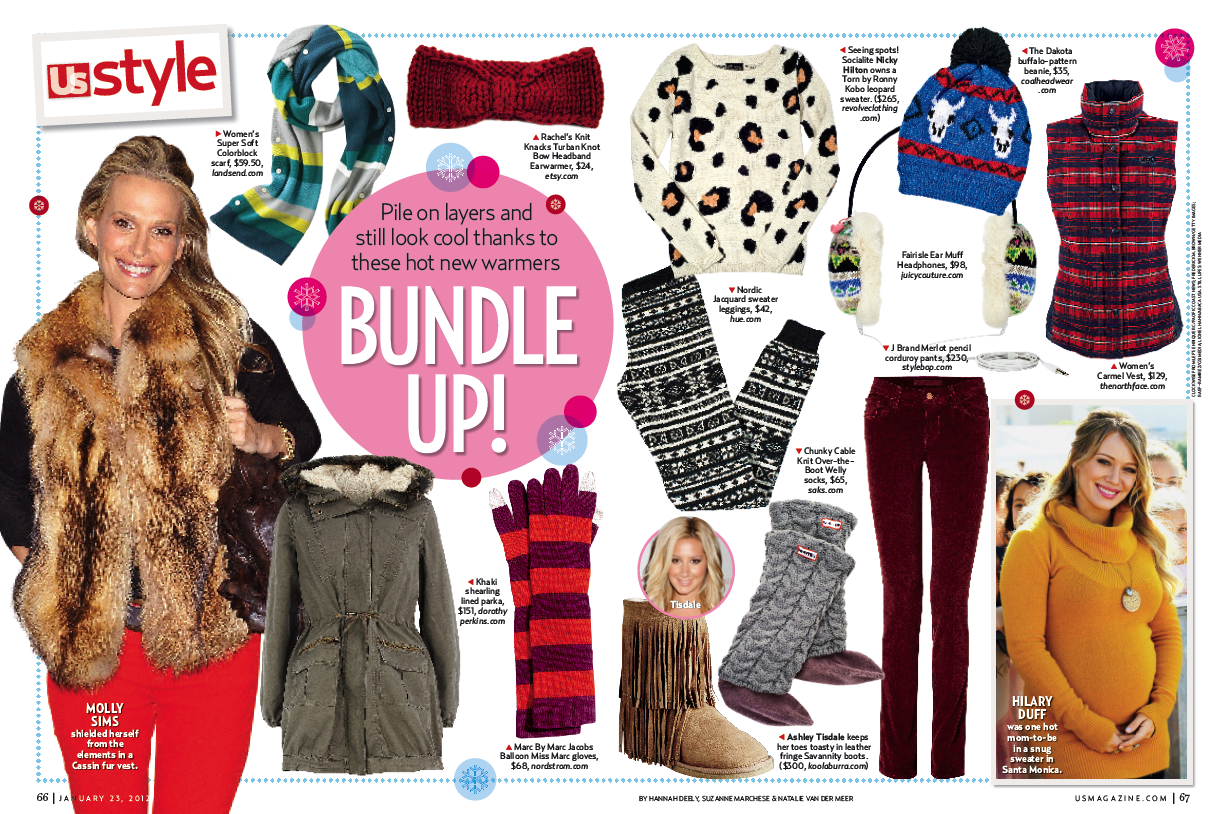 Us style
▶ Women's
Super Soft
Colorblock
scarf, $59.50,
landsend.com
▲ Rachel's Knit
Knacks Turban Knot
Bow Headband
Earwarmer, $24,
etsy.com
Pile on layers and
still look cool thanks to
these hot new warmers
BUNDLE
UP!
MOLLY
SIMS
shielded herself
from the
elements in a
Cassin fur vest.
◀ Khaki
shearling
lined parka,
$151, dorothy
perkins.com
▲ Marc By Marc Jacobs
Balloon Miss Marc gloves,
$68, nordstrom.com
66 | JANUARY 23, 2012
◀ Seeing spots!
Socialite Nicky
Hilton owns a
Torn by Ronny
Kobo leopard
sweater. ($265,
revolveclothing
.com)
◀ The Dakota
buffalo-pattern
beanie, $35,
coalheadwear
.com
Fairisle Ear Muff
Headphones, $98,
juicycouture.com
▼ Nordic
Jacquard sweater
leggings, $42,
hue.com
▼ J Brand Merlot pencil
corduroy pants, $230,
stylebop.com
▲ Women's
Carmel Vest, $129,
thenorthface.com
▼ Chunky Cable
Knit Over-the-
Boot Welly
socks, $65,
saks.com
Tisdale
◀ Ashley Tisdale keeps
her toes toasty in leather
fringe Savannity boots.
($300, koolaburra.com)
HILARY
DUFF
was one hot
mom-to-be
in a snug
sweater in
Santa Monica.
BY HANNAH DEELY, SUZANNE MARCHESE & NATALIE VAN DER MEER
USMAGAZINE.COM | 67